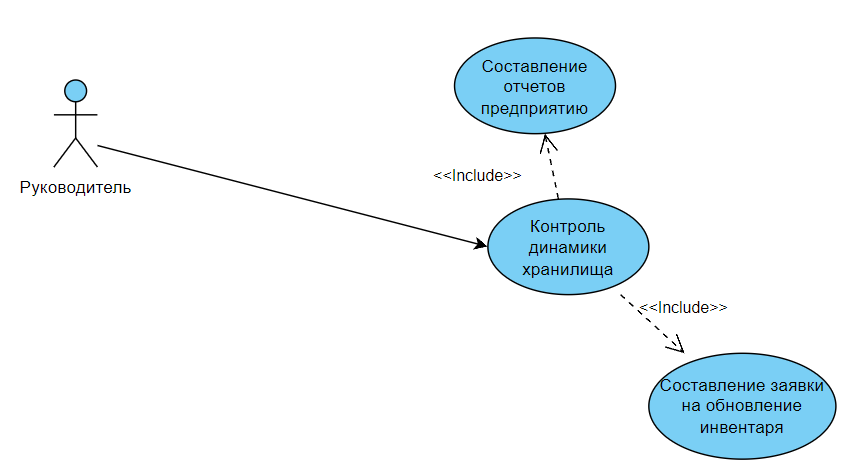 Составление
отчетов
предприятию
<<Include>>
Руководитель
Контроль
динамики
хранилища
<<Include>>
Составление заявки
на обновление
инвентаря